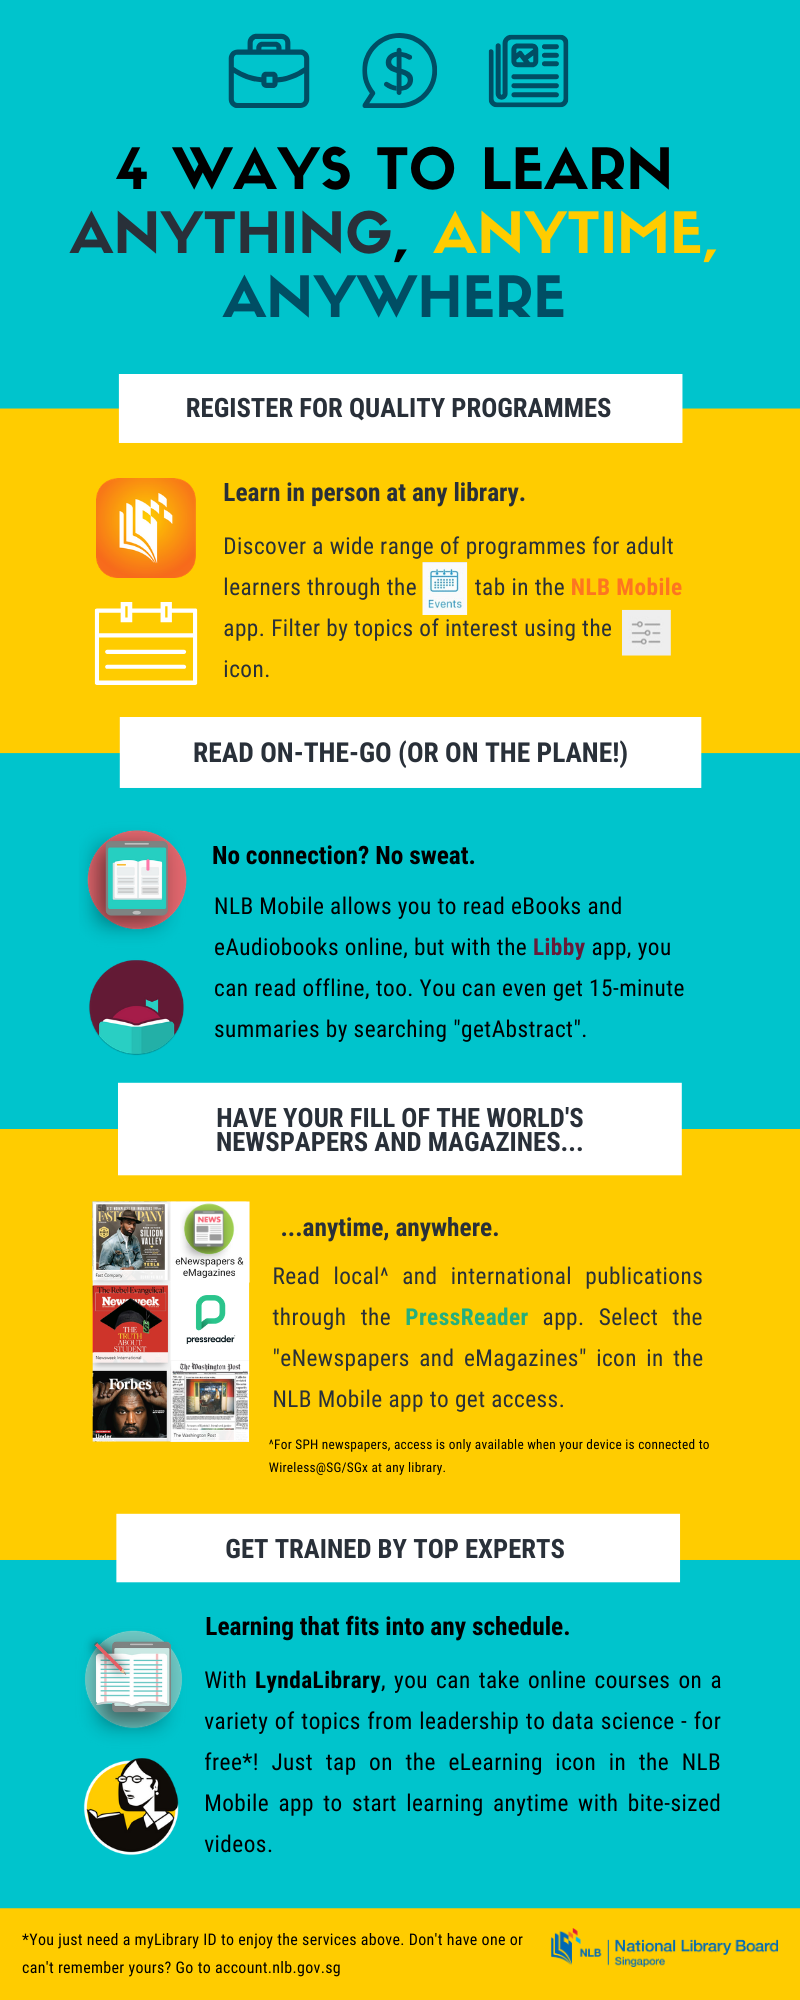 4 WAYS TO LEARN
ANYTHING, ANYTIME,
ANYWHERE
REGISTER FOR QUALITY PROGRAMMES
Learn in person at any library.
Discover a wide range of programmes for adult
learners through the Events tab in the NLB Mobile
app. Filter by topics of interest using the
icon.
READ ON-THE-GO (OR ON THE PLANE!)
No connection? No sweat.
NLB Mobile allows you to read eBooks and
eAudiobooks online, but with the Libby app, you
can read offline, too. You can even get 15-minute
summaries by searching "getAbstract".
HAVE YOUR FILL OF THE WORLD'S
NEWSPAPERS AND MAGAZINES...
FAST COMPANY
SILICON
VALLEY
Fast Company
NEWS
eNewspapers &
eMagazines
The Rebel Evangelical
Newsweek
THE
TRUTH
ABOUT
STUDENT
Newsweek International
pressreader
Forbes
The Washington Post
The Washington Post
...anytime, anywhere.
Read local^ and international publications
through the PressReader app. Select the
"eNewspapers and eMagazines" icon in the
NLB Mobile app to get access.
^For SPH newspapers, access is only available when your device is connected to
Wireless@SG/SGx at any library.
GET TRAINED BY TOP EXPERTS
Learning that fits into any schedule.
With LyndaLibrary, you can take online courses on a
variety of topics from leadership to data science - for
free*! Just tap on the eLearning icon in the NLB
Mobile app to start learning anytime with bite-sized
videos.
*You just need a myLibrary ID to enjoy the services above. Don't have one or
can't remember yours? Go to account.nlb.gov.sg
NLB National Library Board
Singapore